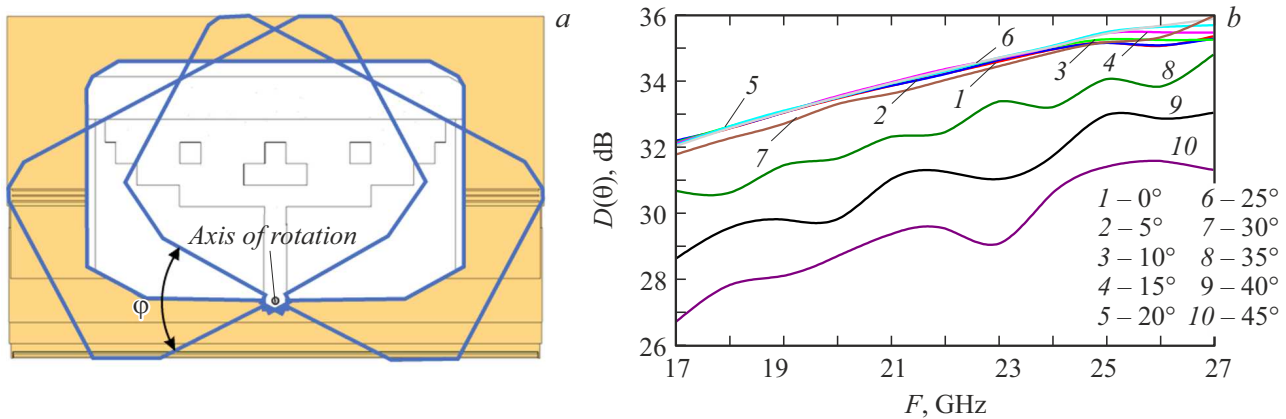 a
Axis of rotation
φ
b
36
34
32
30
28
26
D(θ), dB
17
19
21
23
25
27
F, GHz
5
7
2
6
1
3
4
8
9
10
1 – 0° 6 – 25°
2 – 5° 7 – 30°
3 – 10° 8 – 35°
4 – 15° 9 – 40°
5 – 20° 10 – 45°